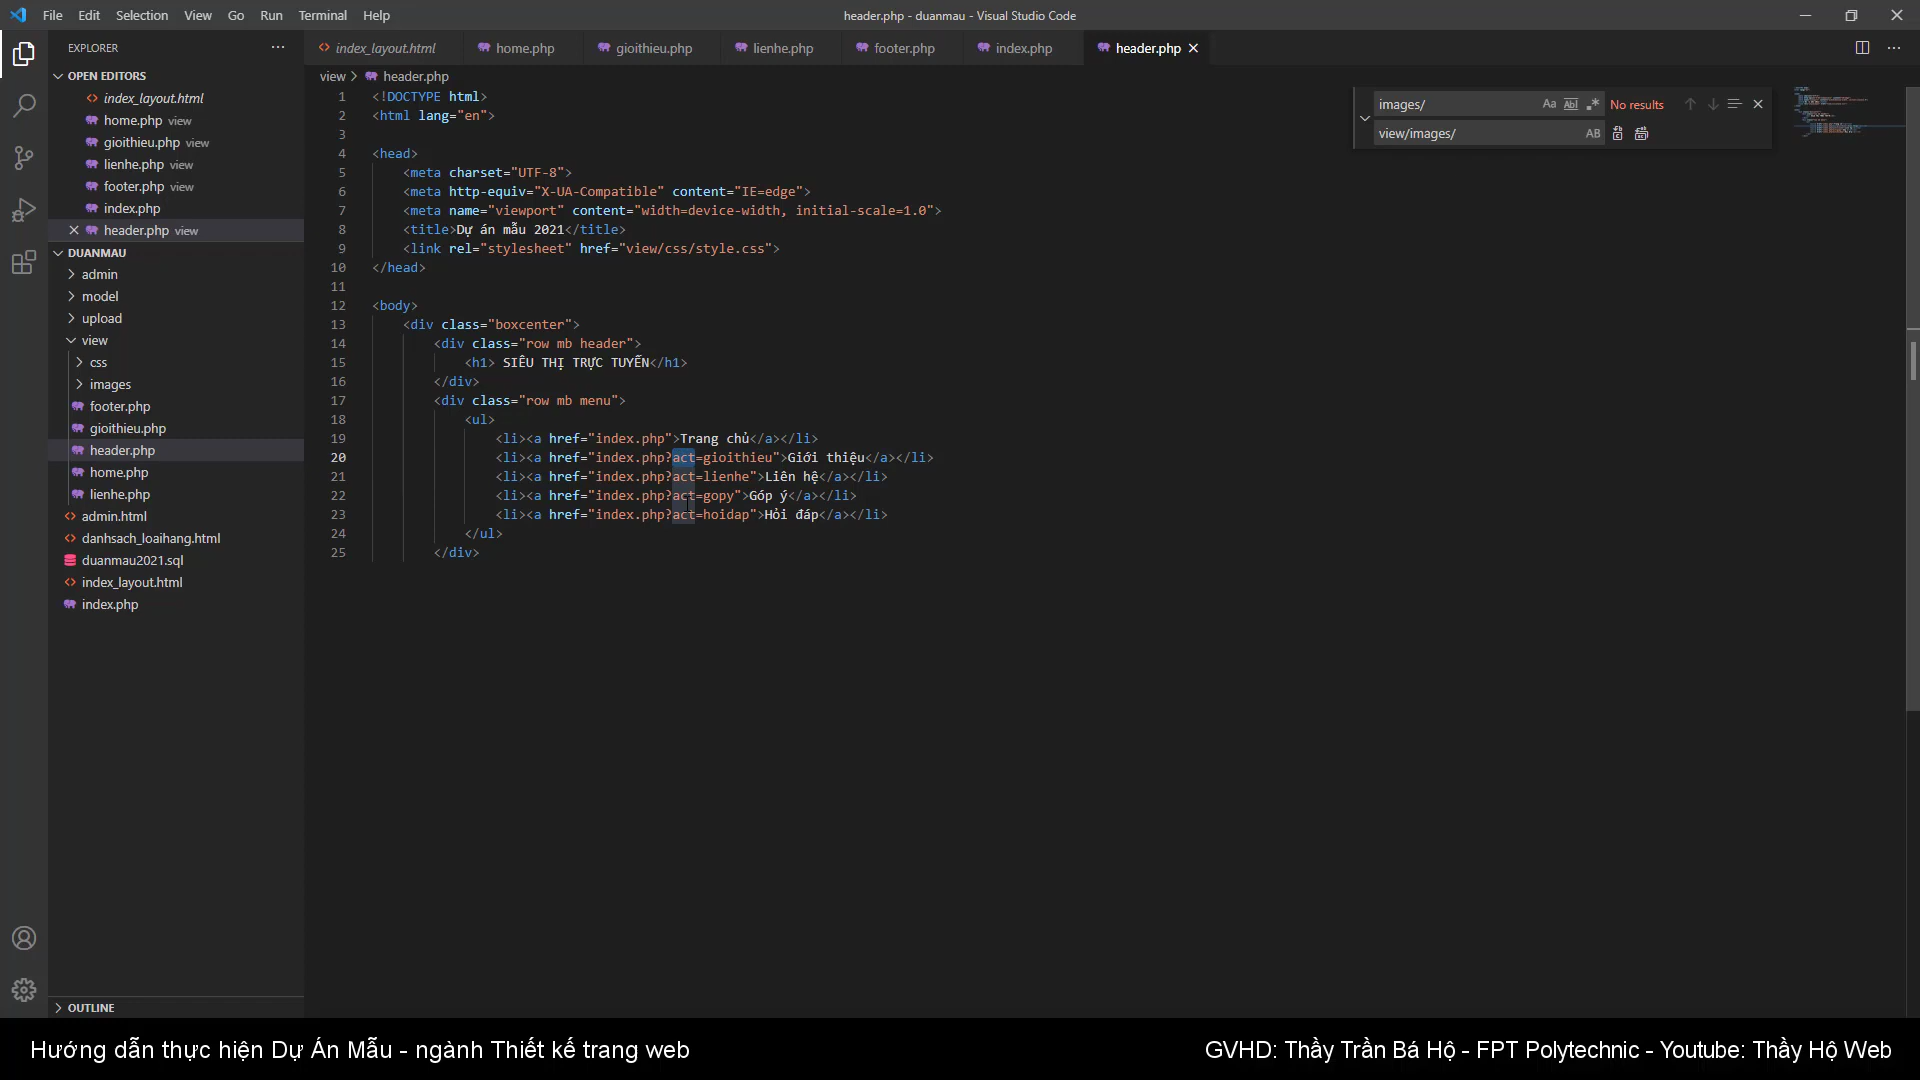 File Edit Selection View Go Run Terminal Help
header.php - duanmau - Visual Studio Code
EXPLORER
OPEN EDITORS
index_layout.html
home.php view
gioithieu.php view
lienhe.php view
footer.php view
index.php
header.php view
DUANMAU
admin
model
upload
view
css
images
footer.php
gioithieu.php
header.php
home.php
lienhe.php
admin.html
danhsach_loaihang.html
duanmau2021.sql
index_layout.html
index.php
OUTLINE
index_layout.html home.php gioithieu.php lienhe.php footer.php index.php header.php
view > header.php
images/ Aa Abl .* No results
view/images/ AB
1 <!DOCTYPE html>
2 <html lang="en">
3
4 <head>
5 <meta charset="UTF-8">
6 <meta http-equiv="X-UA-Compatible" content="IE=edge">
7 <meta name="viewport" content="width=device-width, initial-scale=1.0">
8 <title>Dự án mẫu 2021</title>
9 <link rel="stylesheet" href="view/css/style.css">
10 </head>
11
12 <body>
13 <div class="boxcenter">
14 <div class="row mb header">
15 <h1> SIÊU THỊ TRỰC TUYẾN</h1>
16 </div>
17 <div class="row mb menu">
18 <ul>
19 <li><a href="index.php">Trang chủ</a></li>
20 <li><a href="index.php?act=gioithieu">Giới thiệu</a></li>
21 <li><a href="index.php?act=lienhe">Liên hệ</a></li>
22 <li><a href="index.php?act=gopy">Góp ý</a></li>
23 <li><a href="index.php?act=hoidap">Hỏi đáp</a></li>
24 </ul>
25 </div>
Hướng dẫn thực hiện Dự Án Mẫu - ngành Thiết kế trang web
GVHD: Thầy Trần Bá Hộ - FPT Polytechnic - Youtube: Thầy Hộ Web